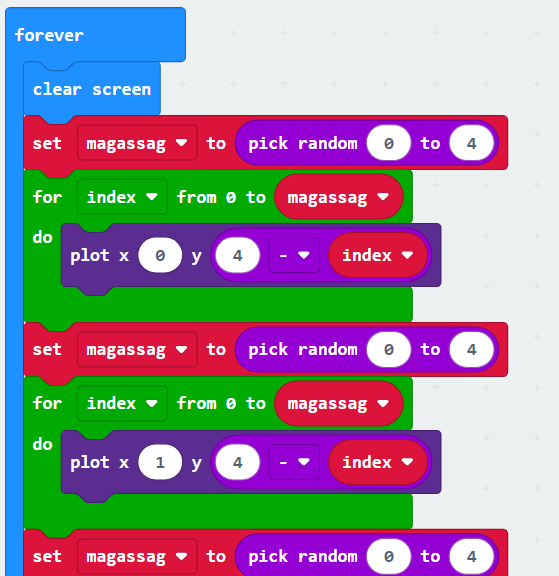 forever
clear screen
set magassag to pick random 0 to 4
for index from 0 to magassag
do
plot x 0 y 4 - index
set magassag to pick random 0 to 4
for index from 0 to magassag
do
plot x 1 y 4 - index
set magassag to pick random 0 to 4